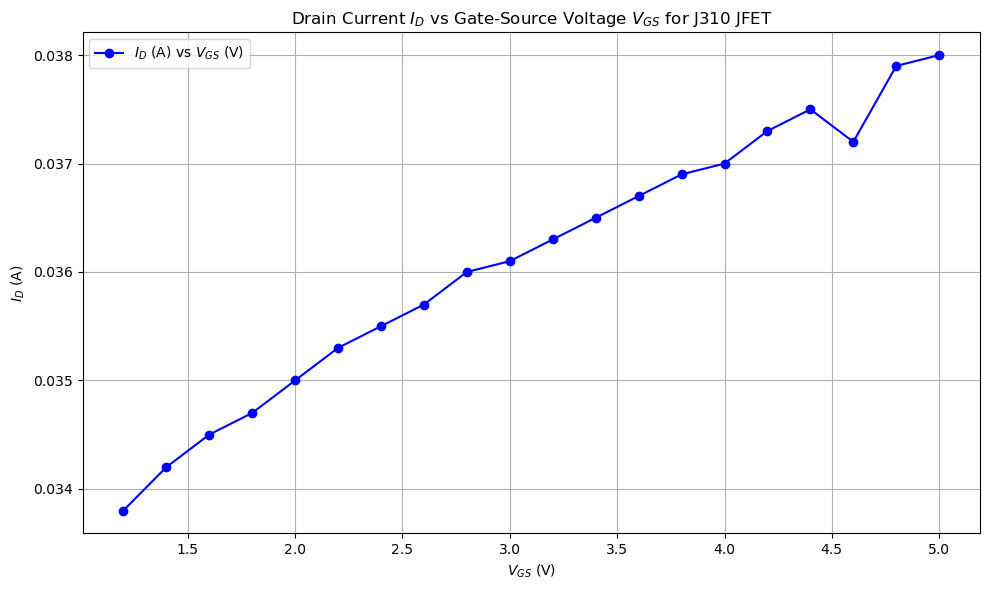 Drain Current I_D vs Gate-Source Voltage V_GS for J310 JFET
I_D (A) vs V_GS (V)
0.038
0.037
0.036
0.035
0.034
I_D (A)
1.5 2.0 2.5 3.0 3.5 4.0 4.5 5.0
V_GS (V)